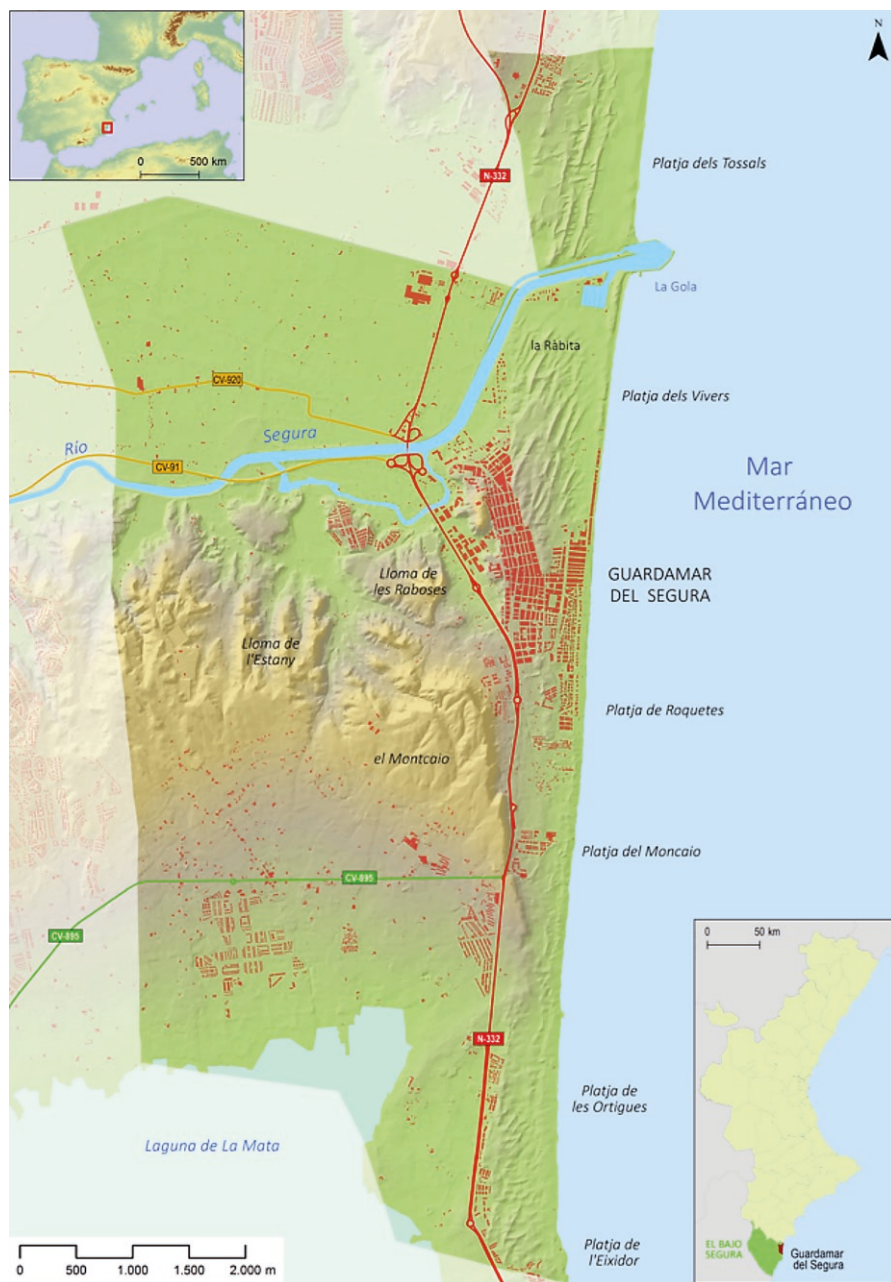 N
0 500 km
Platja dels Tossals
N-332
La Gola
la Ràbita
CV-920
Platja dels Vivers
Segura
Río
CV-91
Mar
Mediterráneo
Lloma de
les Raboses
GUARDAMAR
DEL SEGURA
Lloma de
l'Estany
Platja de Roquetes
el Montcaio
Platja del Moncaio
CV-895
CV-895
0 50 km
N-332
Platja de
les Ortigues
Laguna de La Mata
EL BAJO
SEGURA
Guardamar
del Segura
Platja de
l'Eixidor
0 500 1.000 1.500 2.000 m